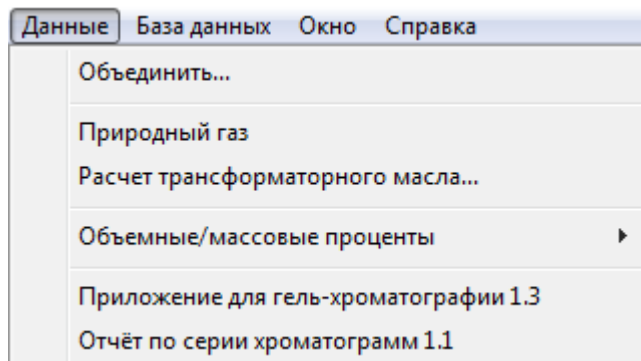 Данные База данных Окно Справка
Объединить...
Природный газ
Расчет трансформаторного масла...
Объемные/массовые проценты
Приложение для гель-хроматографии 1.3
Отчёт по серии хроматограмм 1.1